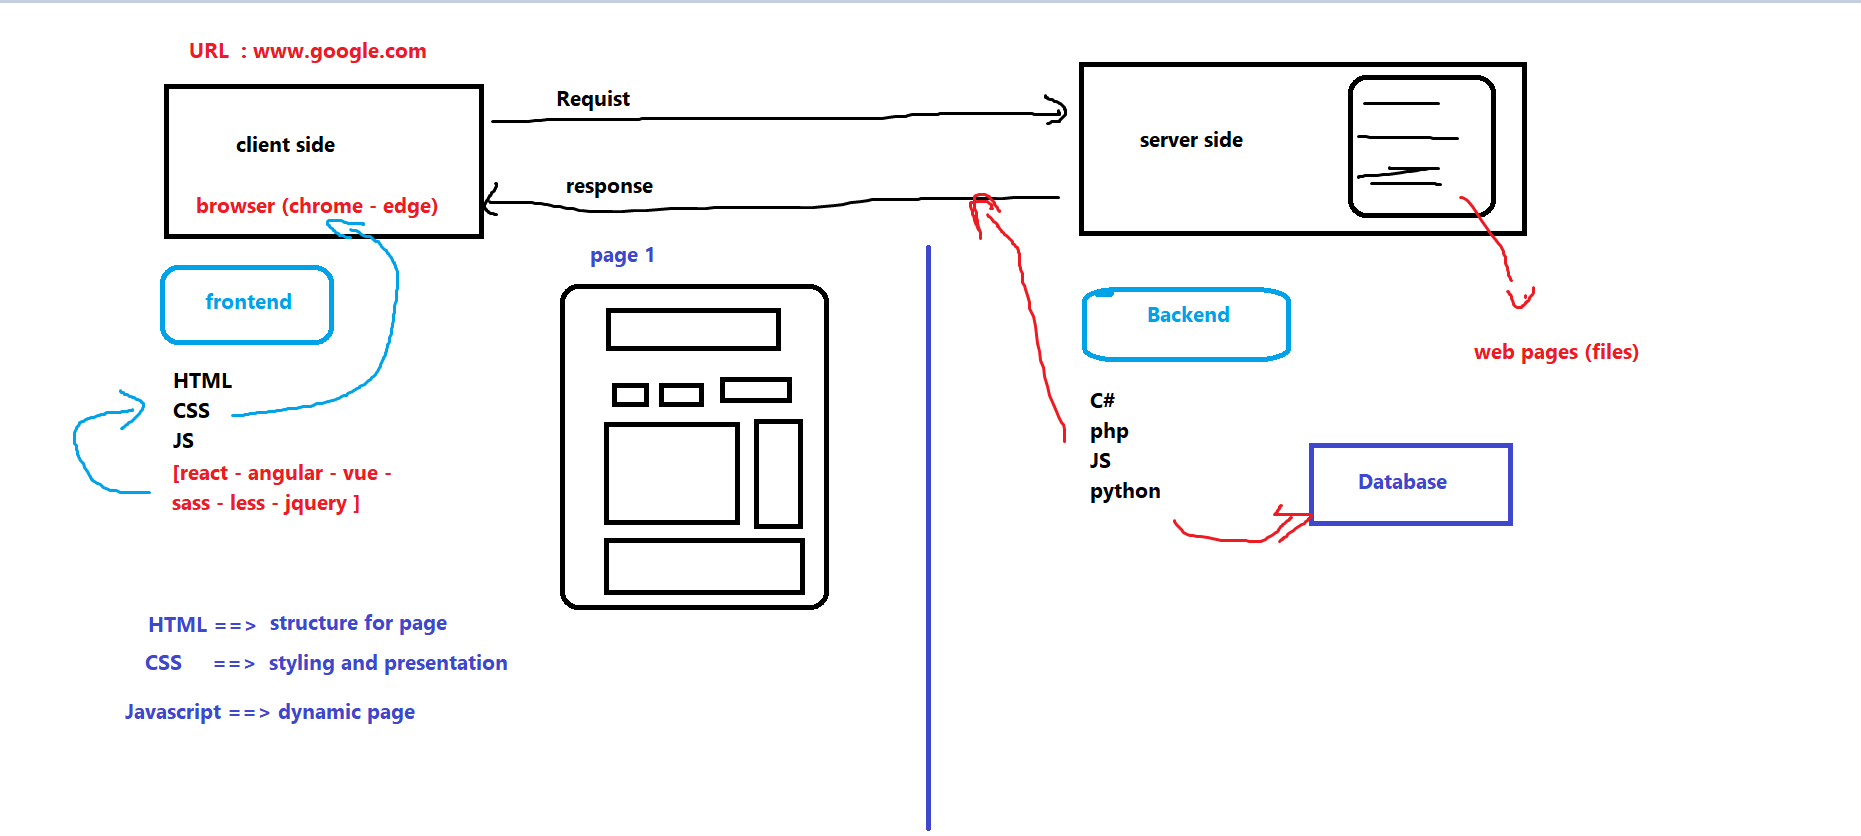 URL : www.google.com
client side
browser (chrome - edge)
Requist
response
server side
web pages (files)
frontend
HTML
CSS
JS
[react - angular - vue -
sass - less - jquery ]
page 1
Backend
C#
php
JS
python
Database
HTML ==> structure for page
CSS ==> styling and presentation
Javascript ==> dynamic page